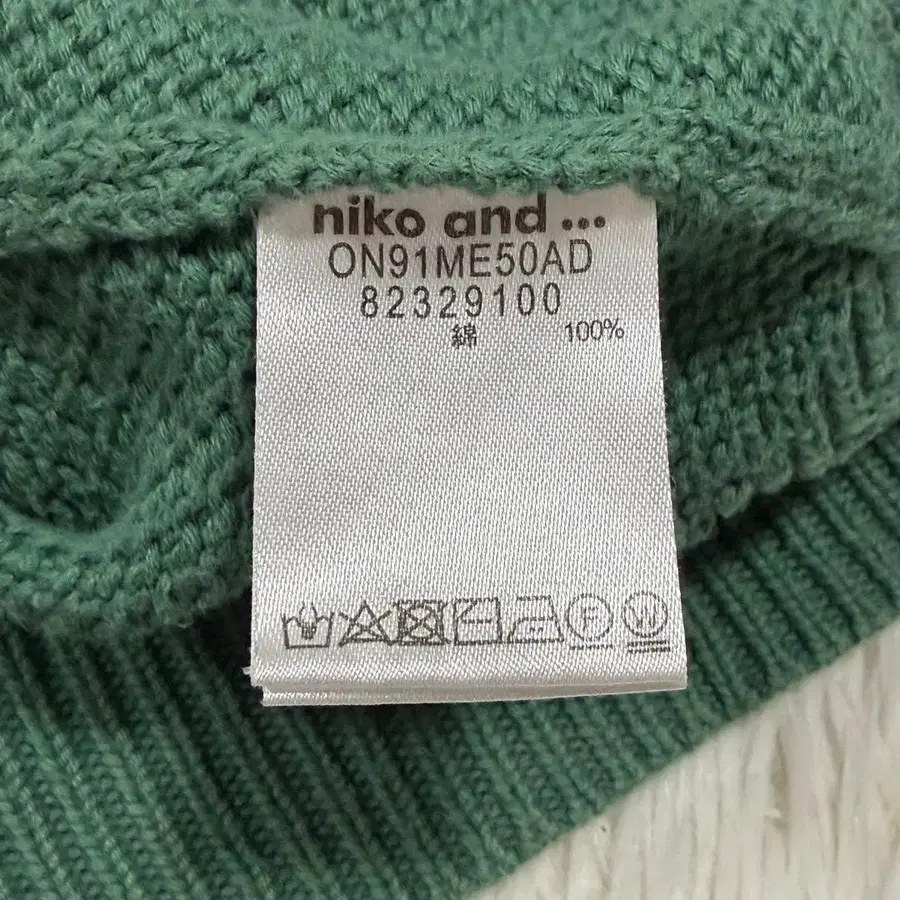 niko and ...
ON91ME50AD
82329100
綿 100%
F W